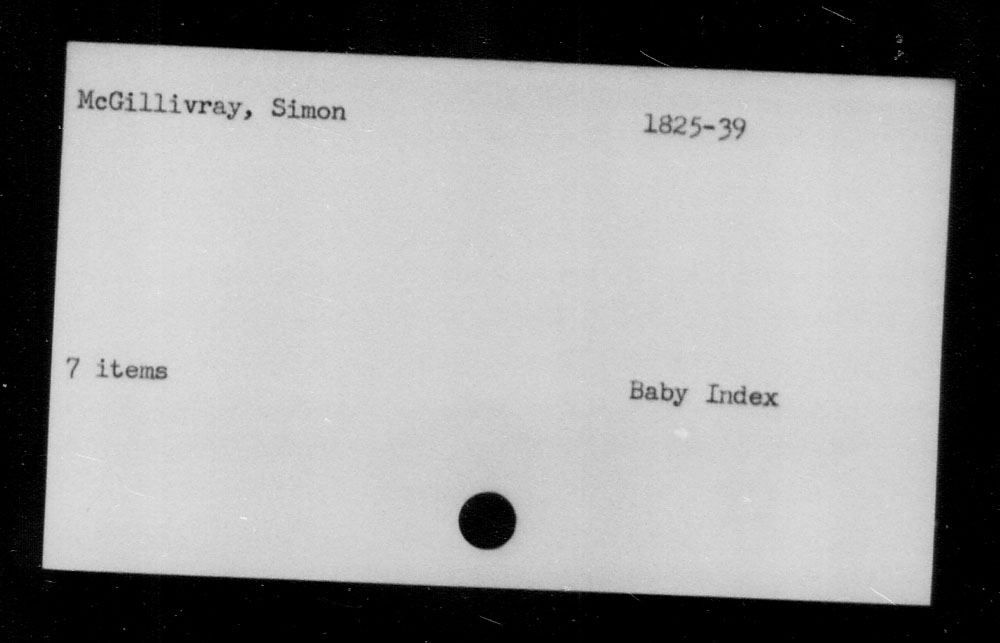 McGillivray, Simon
1825-39
7 items
Baby Index